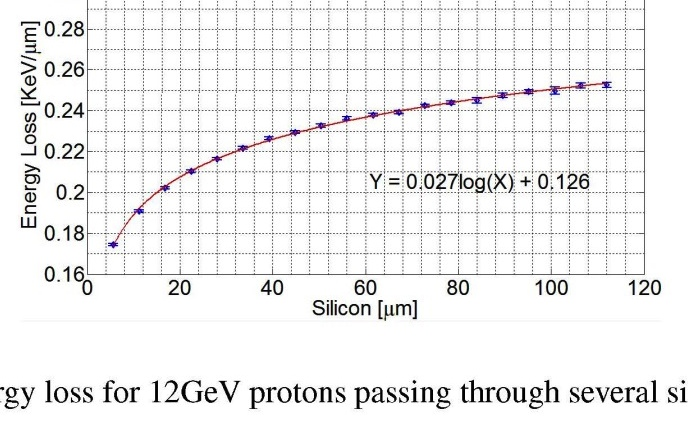 0.28
0.26
0.24
0.22
0.2
0.18
0.16
Energy Loss [KeV/μm]
Y = 0.027log(X) + 0.126
0 20 40 60 80 100 120
Silicon [μm]
loss for 12GeV protons passing through several